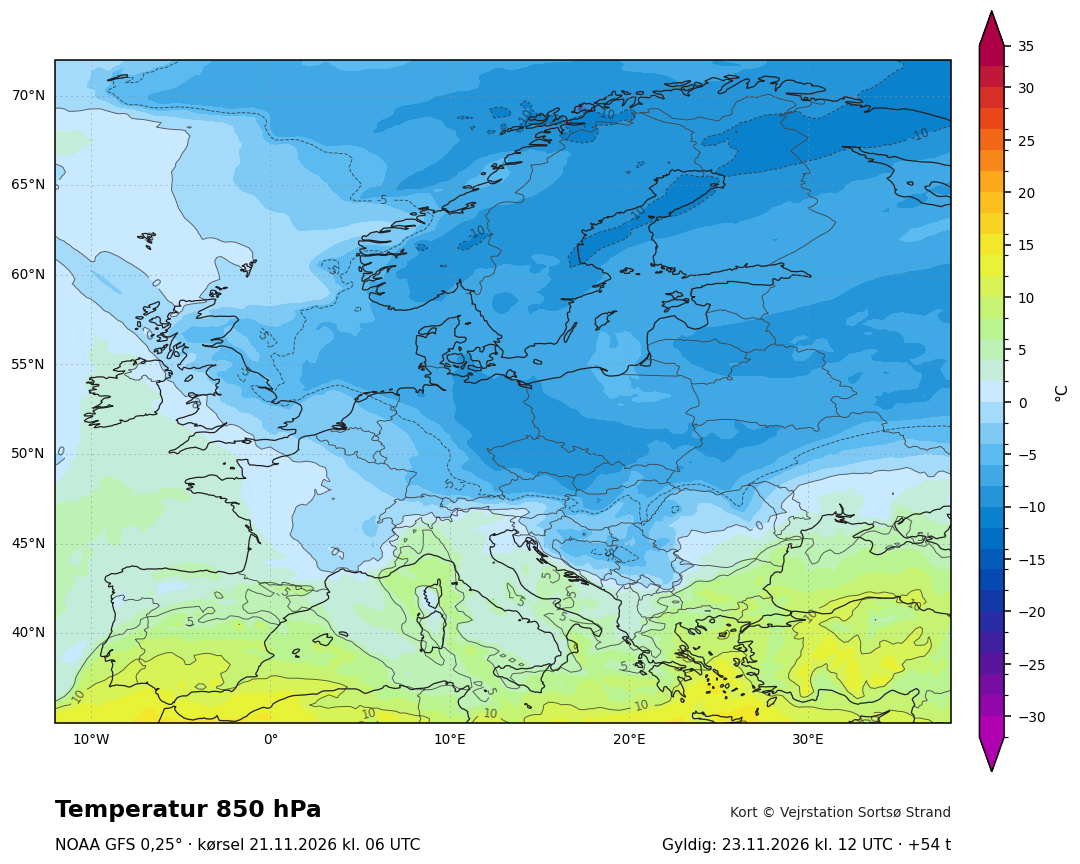 70°N
65°N
60°N
55°N
50°N
45°N
40°N
10°W
0°
10°E
20°E
30°E
35
30
25
20
15
10
5
0
−5
−10
−15
−20
−25
−30
°C
Temperatur 850 hPa
Kort © Vejrstation Sortsø Strand
NOAA GFS 0,25° · kørsel 21.11.2026 kl. 06 UTC
Gyldig: 23.11.2026 kl. 12 UTC · +54 t